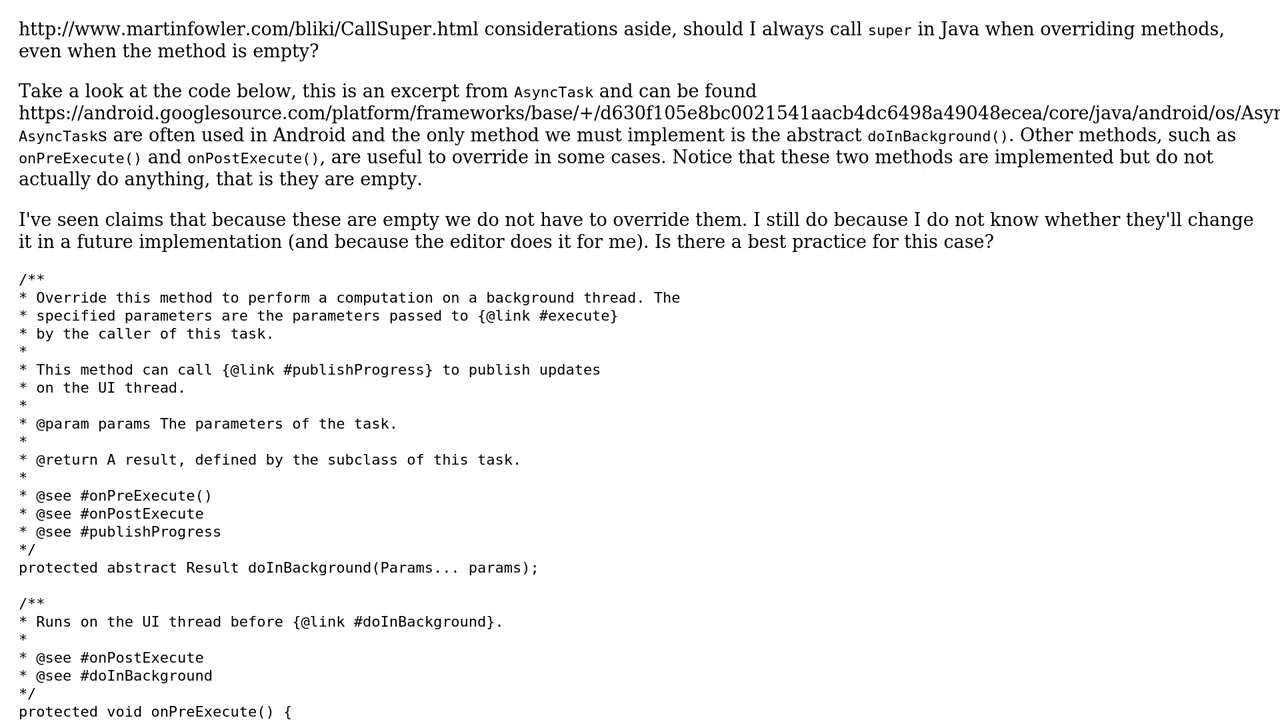 http://www.martinfowler.com/bliki/CallSuper.html considerations aside, should I always call super in Java when overriding methods,
even when the method is empty?
Take a look at the code below, this is an excerpt from AsyncTask and can be found
https://android.googlesource.com/platform/frameworks/base/+/d630f105e8bc0021541aacb4dc6498a49048ecea/core/java/android/os/Asyn
AsyncTasks are often used in Android and the only method we must implement is the abstract doInBackground(). Other methods, such as
onPreExecute() and onPostExecute(), are useful to override in some cases. Notice that these two methods are implemented but do not
actually do anything, that is they are empty.
I've seen claims that because these are empty we do not have to override them. I still do because I do not know whether they'll change
it in a future implementation (and because the editor does it for me). Is there a best practice for this case?
/**
* Override this method to perform a computation on a background thread. The
* specified parameters are the parameters passed to {@link #execute}
* by the caller of this task.
*
* This method can call {@link #publishProgress} to publish updates
* on the UI thread.
*
* @param params The parameters of the task.
*
* @return A result, defined by the subclass of this task.
*
* @see #onPreExecute()
* @see #onPostExecute
* @see #publishProgress
*/
protected abstract Result doInBackground(Params... params);
/**
* Runs on the UI thread before {@link #doInBackground}.
*
* @see #onPostExecute
* @see #doInBackground
*/
protected void onPreExecute() {